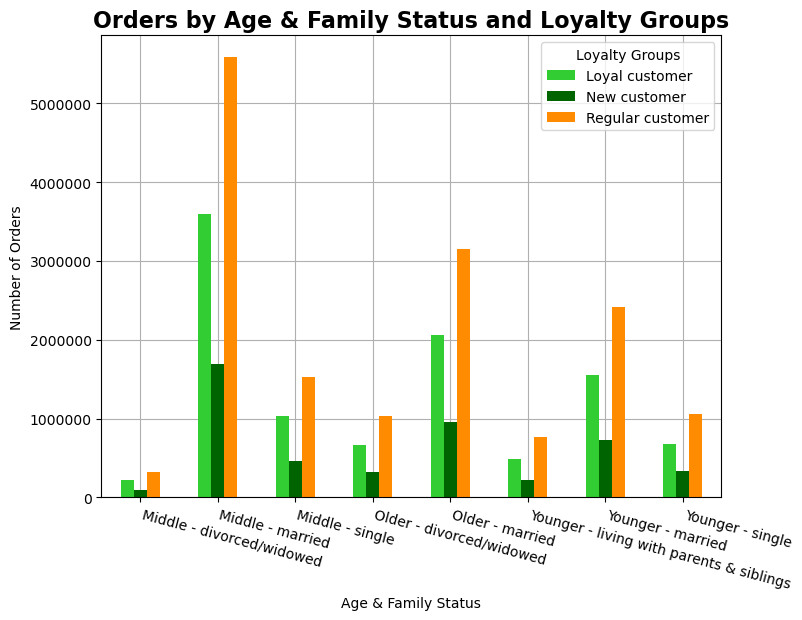 Orders by Age & Family Status and Loyalty Groups
Loyalty Groups
Loyal customer
New customer
Regular customer
Number of Orders
5000000
4000000
3000000
2000000
1000000
0
Middle - divorced/widowed
Middle - married
Middle - single
Older - divorced/widowed
Older - married
Younger - living with parents & siblings
Younger - married
Younger - single
Age & Family Status